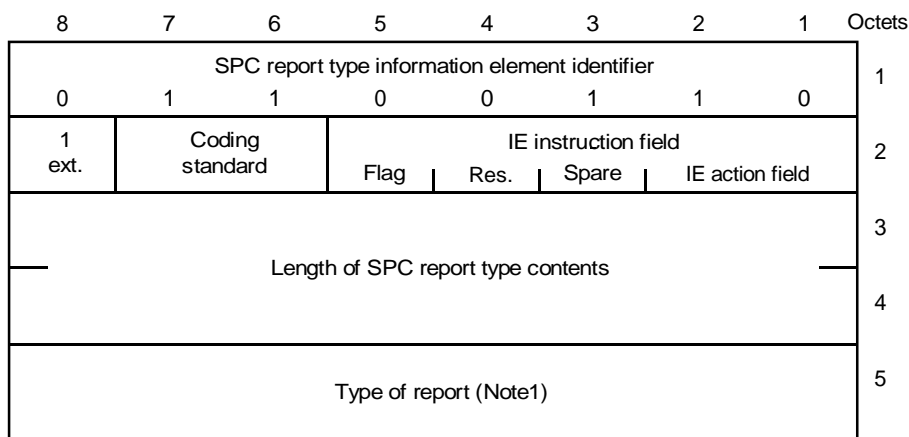 8 7 6 5 4 3 2 1 Octets
SPC report type information element identifier
0 1 1 0 0 1 1 0
1
1
ext.
Coding
standard
IE instruction field
Flag Res. Spare IE action field
2
3
Length of SPC report type contents
4
Type of report (Note1)
5